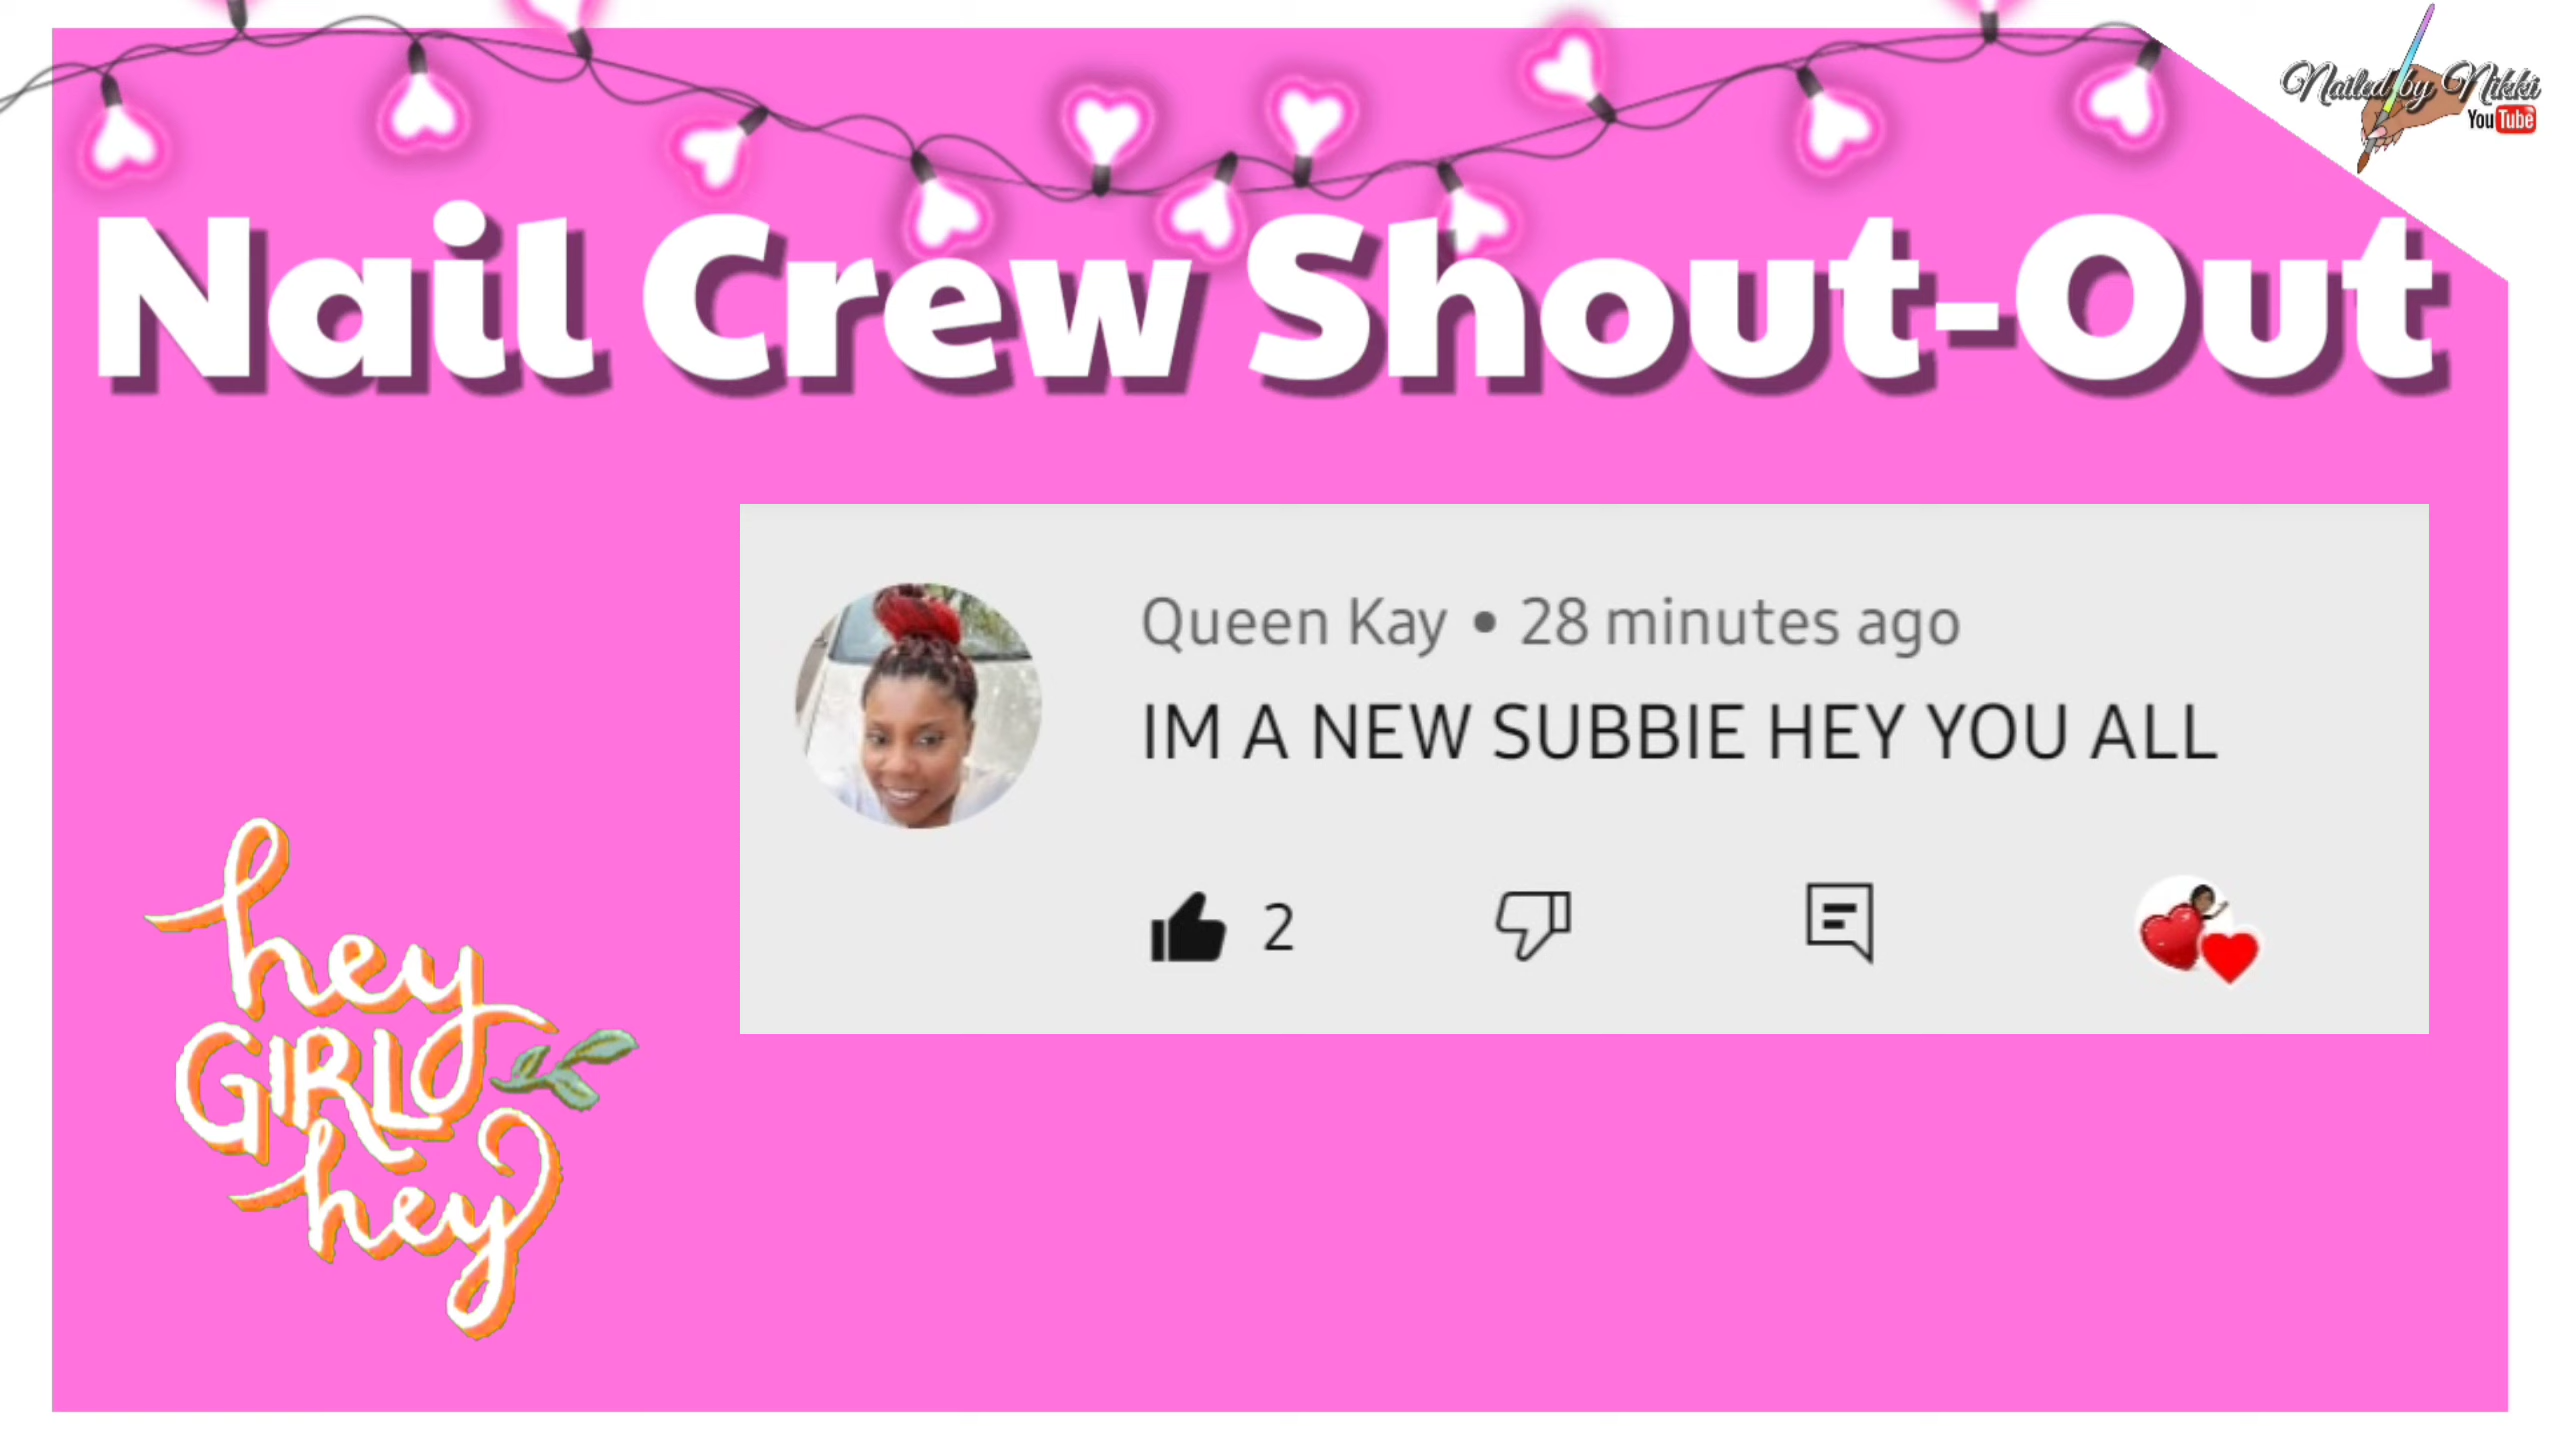 Nailed by Nikki
YouTube
Nail Crew Shout-Out
Queen Kay • 28 minutes ago
IM A NEW SUBBIE HEY YOU ALL
2
hey
GIRL
hey